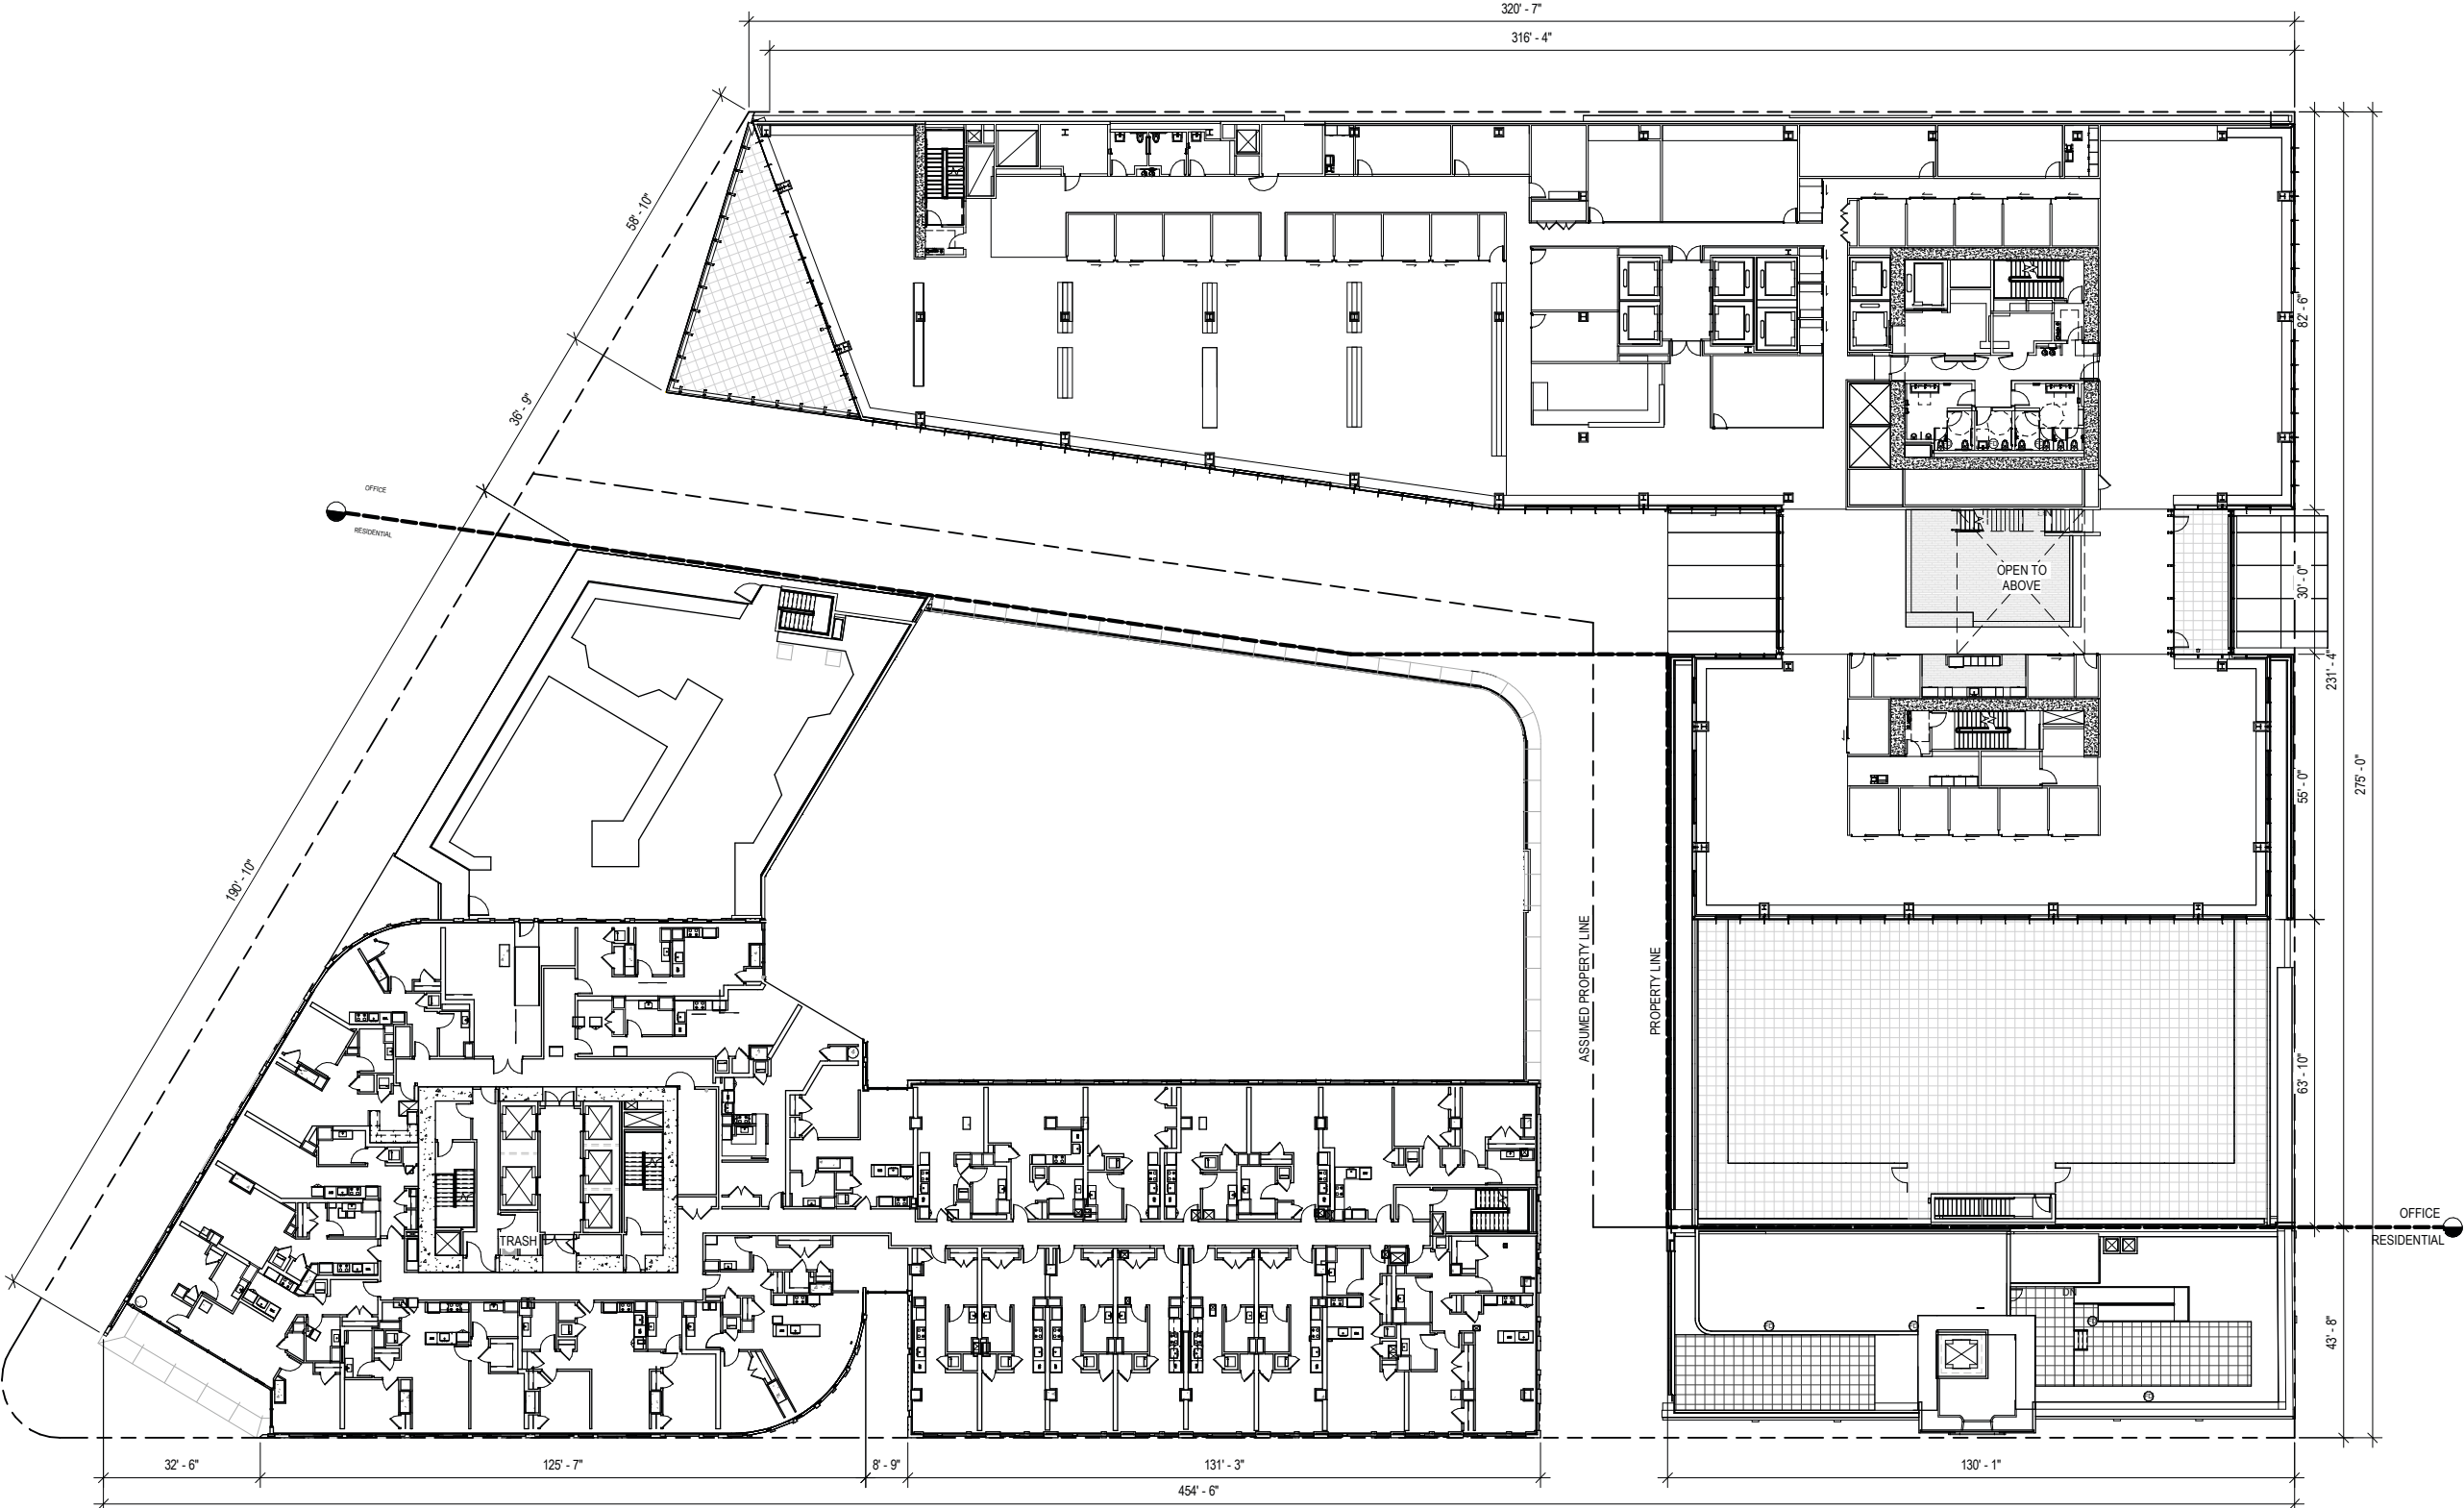 320' - 7"
316' - 4"
58' - 10"
36' - 9"
82' - 6"
OFFICE
RESIDENTIAL
OPEN TO
ABOVE
30' - 0"
231' - 4"
275' - 0"
55' - 0"
190' - 10"
ASSUMED PROPERTY LINE
PROPERTY LINE
63' - 10"
TRASH
OFFICE
RESIDENTIAL
DN
43' - 8"
32' - 6"
125' - 7"
8' - 9"
131' - 3"
130' - 1"
454' - 6"